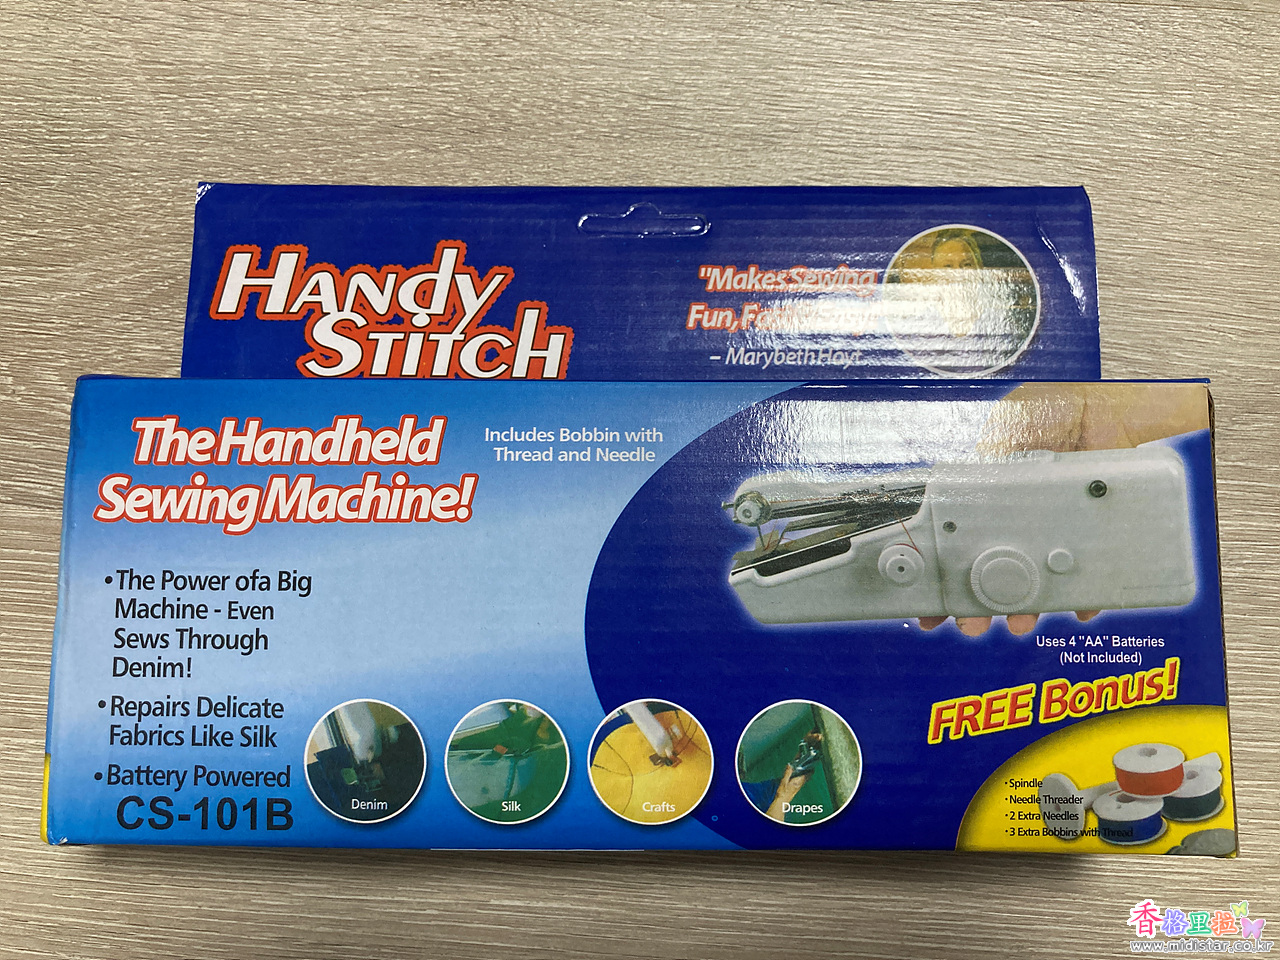 HANdy
STITCH
"Makes Sewing
Fun,
– Marybeth Hoyt
The Handheld
Sewing Machine!
Includes Bobbin with
Thread and Needle
•The Power ofa Big
Machine - Even
Sews Through
Denim!
•Repairs Delicate
Fabrics Like Silk
•Battery Powered
CS-101B
Denim
Silk
Crafts
Drapes
Uses 4 "AA" Batteries
(Not Included)
FREE Bonus!
•Spindle
•Needle Threader
•2 Extra Needles
•3 Extra Bobbins with Thread
香格里拉
www.midistar.co.kr